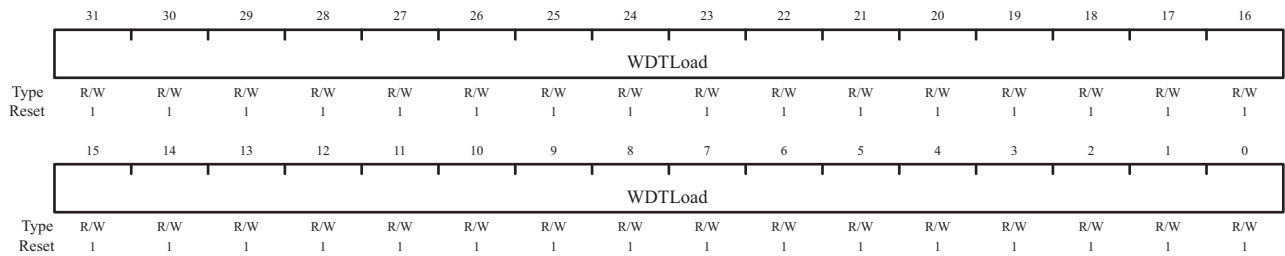 31 30 29 28 27 26 25 24 23 22 21 20 19 18 17 16
WDTLoad
Type R/W R/W R/W R/W R/W R/W R/W R/W R/W R/W R/W R/W R/W R/W R/W R/W
Reset 1 1 1 1 1 1 1 1 1 1 1 1 1 1 1 1
15 14 13 12 11 10 9 8 7 6 5 4 3 2 1 0
WDTLoad
Type R/W R/W R/W R/W R/W R/W R/W R/W R/W R/W R/W R/W R/W R/W R/W R/W
Reset 1 1 1 1 1 1 1 1 1 1 1 1 1 1 1 1